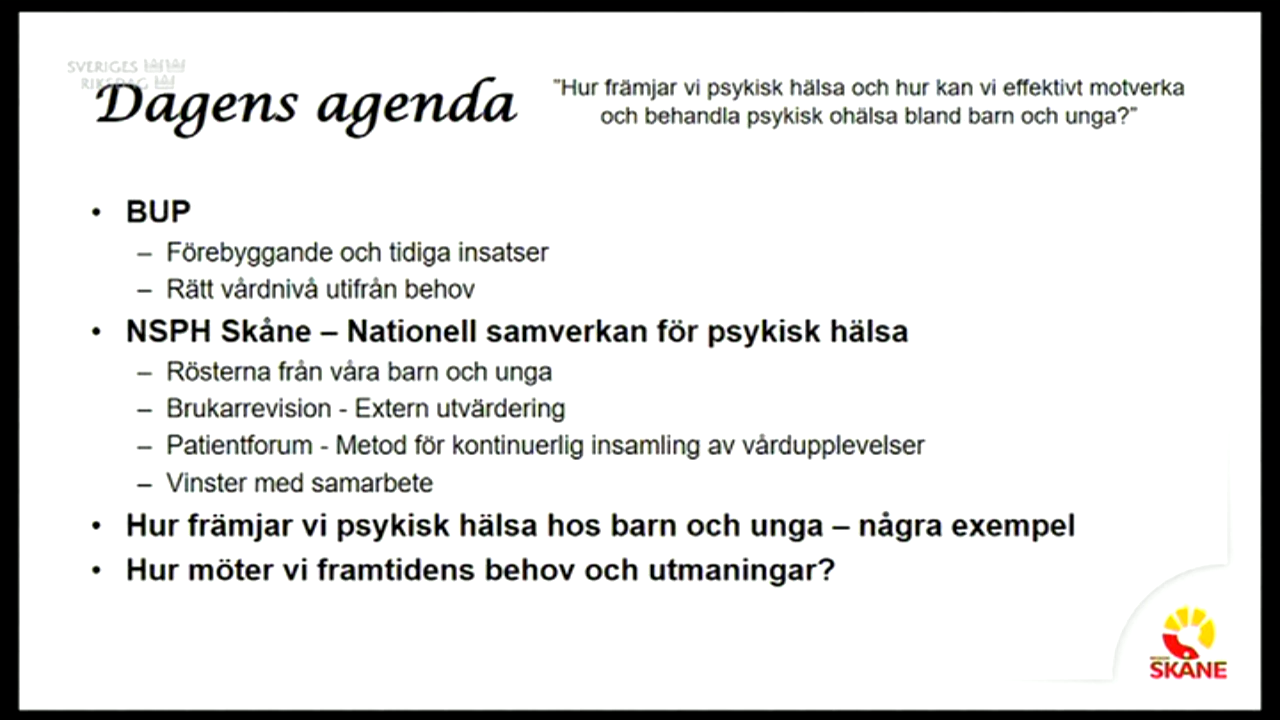 SVERIGES
RIKSDAG
Dagens agenda
"Hur främjar vi psykisk hälsa och hur kan vi effektivt motverka
och behandla psykisk ohälsa bland barn och unga?"
• BUP
– Förebyggande och tidiga insatser
– Rätt vårdnivå utifrån behov
• NSPH Skåne – Nationell samverkan för psykisk hälsa
– Rösterna från våra barn och unga
– Brukarrevision - Extern utvärdering
– Patientforum - Metod för kontinuerlig insamling av vårdupplevelser
– Vinster med samarbete
• Hur främjar vi psykisk hälsa hos barn och unga – några exempel
• Hur möter vi framtidens behov och utmaningar?
SKÅNE